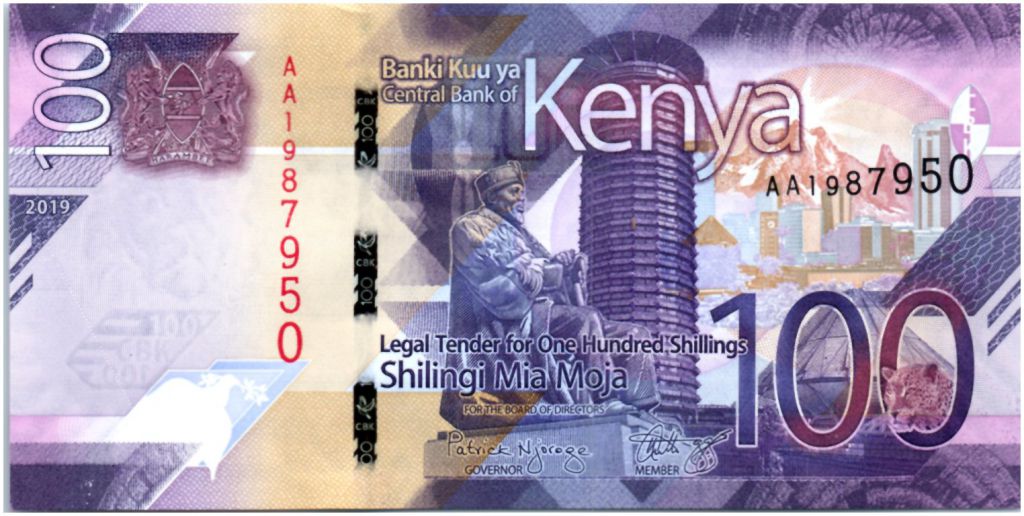 100
HARAMBEE
2019
AA1987950
CBK
100
CBK
100
CBK
Banki Kuu ya
Central Bank of
Kenya
AA1987950
Legal Tender for One Hundred Shillings
Shilingi Mia Moja
FOR THE BOARD OF DIRECTORS
Patrick Njoroge
GOVERNOR
MEMBER
100
100
CBK